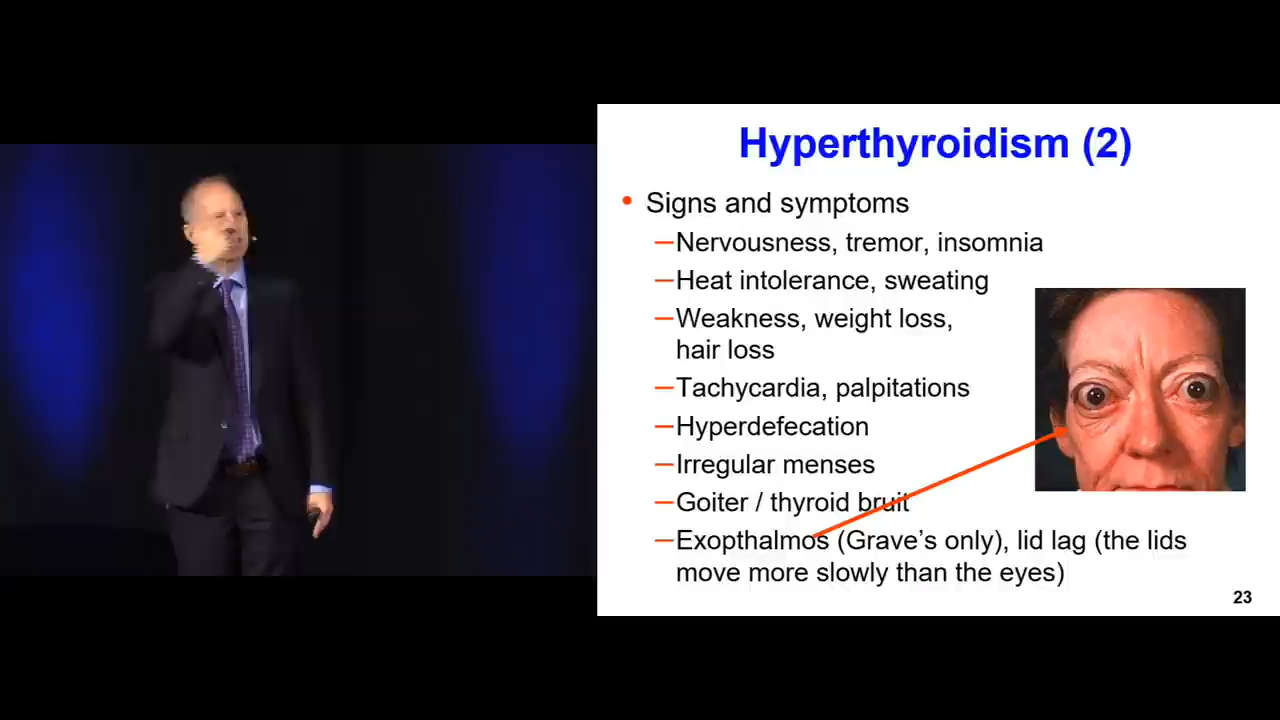 Hyperthyroidism (2)
• Signs and symptoms
–Nervousness, tremor, insomnia
–Heat intolerance, sweating
–Weakness, weight loss,
hair loss
–Tachycardia, palpitations
–Hyperdefecation
–Irregular menses
–Goiter / thyroid bruit
–Exopthalmos (Grave’s only), lid lag (the lids
move more slowly than the eyes)
23